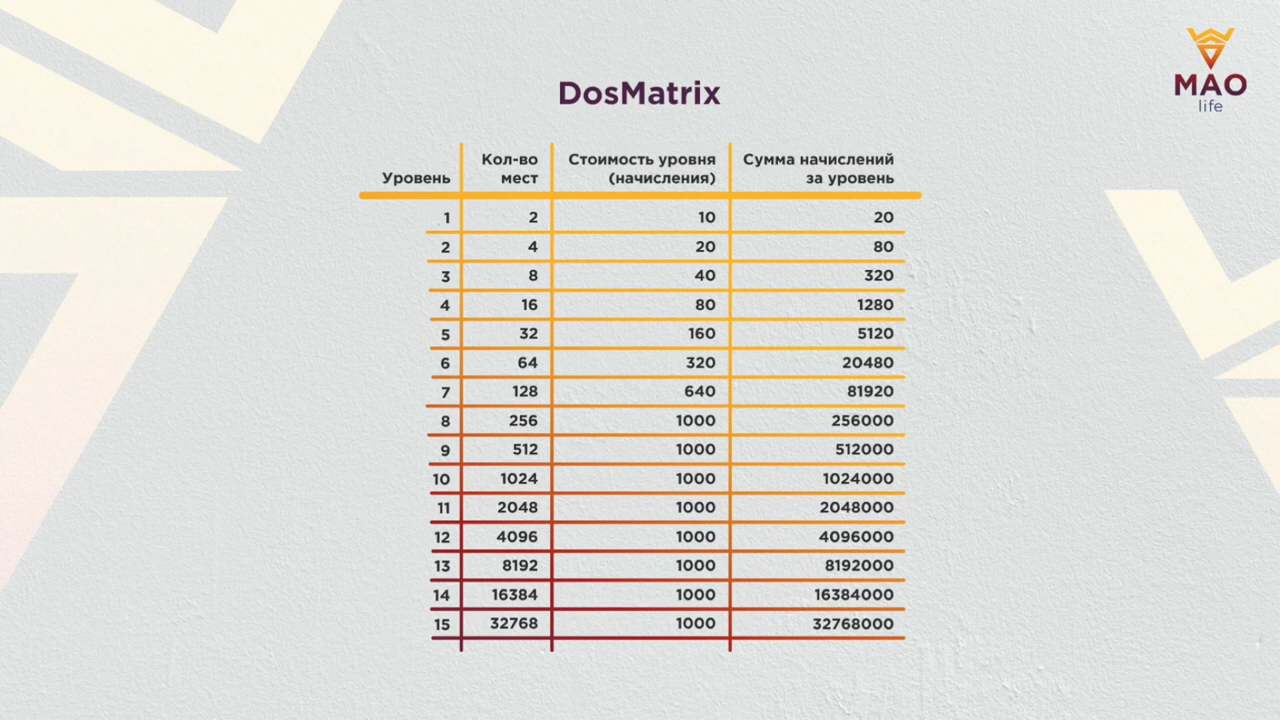 MAO
life
DosMatrix
Уровень Кол-во мест Стоимость уровня (начисления) Сумма начислений за уровень
1 2 10 20
2 4 20 80
3 8 40 320
4 16 80 1280
5 32 160 5120
6 64 320 20480
7 128 640 81920
8 256 1000 256000
9 512 1000 512000
10 1024 1000 1024000
11 2048 1000 2048000
12 4096 1000 4096000
13 8192 1000 8192000
14 16384 1000 16384000
15 32768 1000 32768000